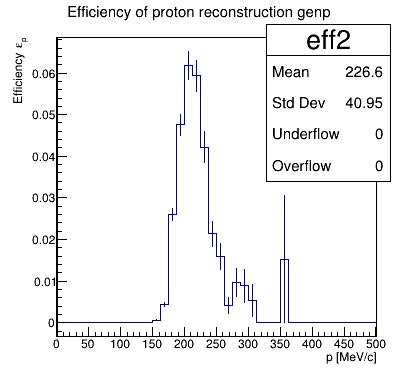 Efficiency of proton reconstruction genp
eff2
Mean 226.6
Std Dev 40.95
Underflow 0
Overflow 0
Efficiency εp
0.06
0.05
0.04
0.03
0.02
0.01
0
0 50 100 150 200 250 300 350 400 450 500
p [MeV/c]